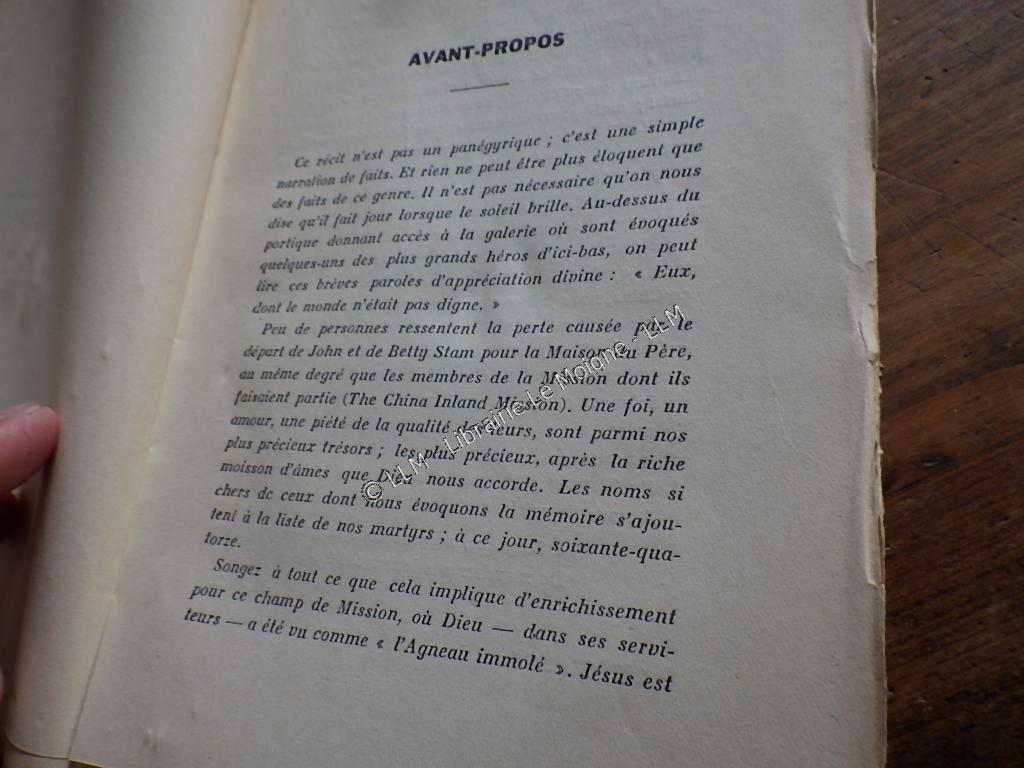 AVANT-PROPOS
Ce récit n'est pas un panégyrique ; c'est une simple
narration de faits. Et rien ne peut être plus éloquent que
des faits de ce genre. Il n'est pas nécessaire qu'on nous
dise qu'il fait jour lorsque le soleil brille. Au-dessus du
portique donnant accès à la galerie où sont évoqués
quelques-uns des plus grands héros d'ici-bas, on peut
lire ces brèves paroles d'appréciation divine : « Eux,
dont le monde n'était pas digne. »
Peu de personnes ressentent la perte causée par le
départ de John et de Betty Stam pour la Maison du Père,
au même degré que les membres de la Mission dont ils
faisaient partie (The China Inland Mission). Une foi, un
amour, une piété de la qualité des leurs, sont parmi nos
plus précieux trésors ; les plus précieux, après la riche
moisson d'âmes que Dieu nous accorde. Les noms si
chers de ceux dont nous évoquons la mémoire s'ajou-
tent à la liste de nos martyrs ; à ce jour, soixante-qua-
torze.
Songez à tout ce que cela implique d'enrichissement
pour ce champ de Mission, où Dieu — dans ses servi-
teurs — a été vu comme « l'Agneau immolé ». Jésus est
© LLM - Librairie Le Moigne - LLM